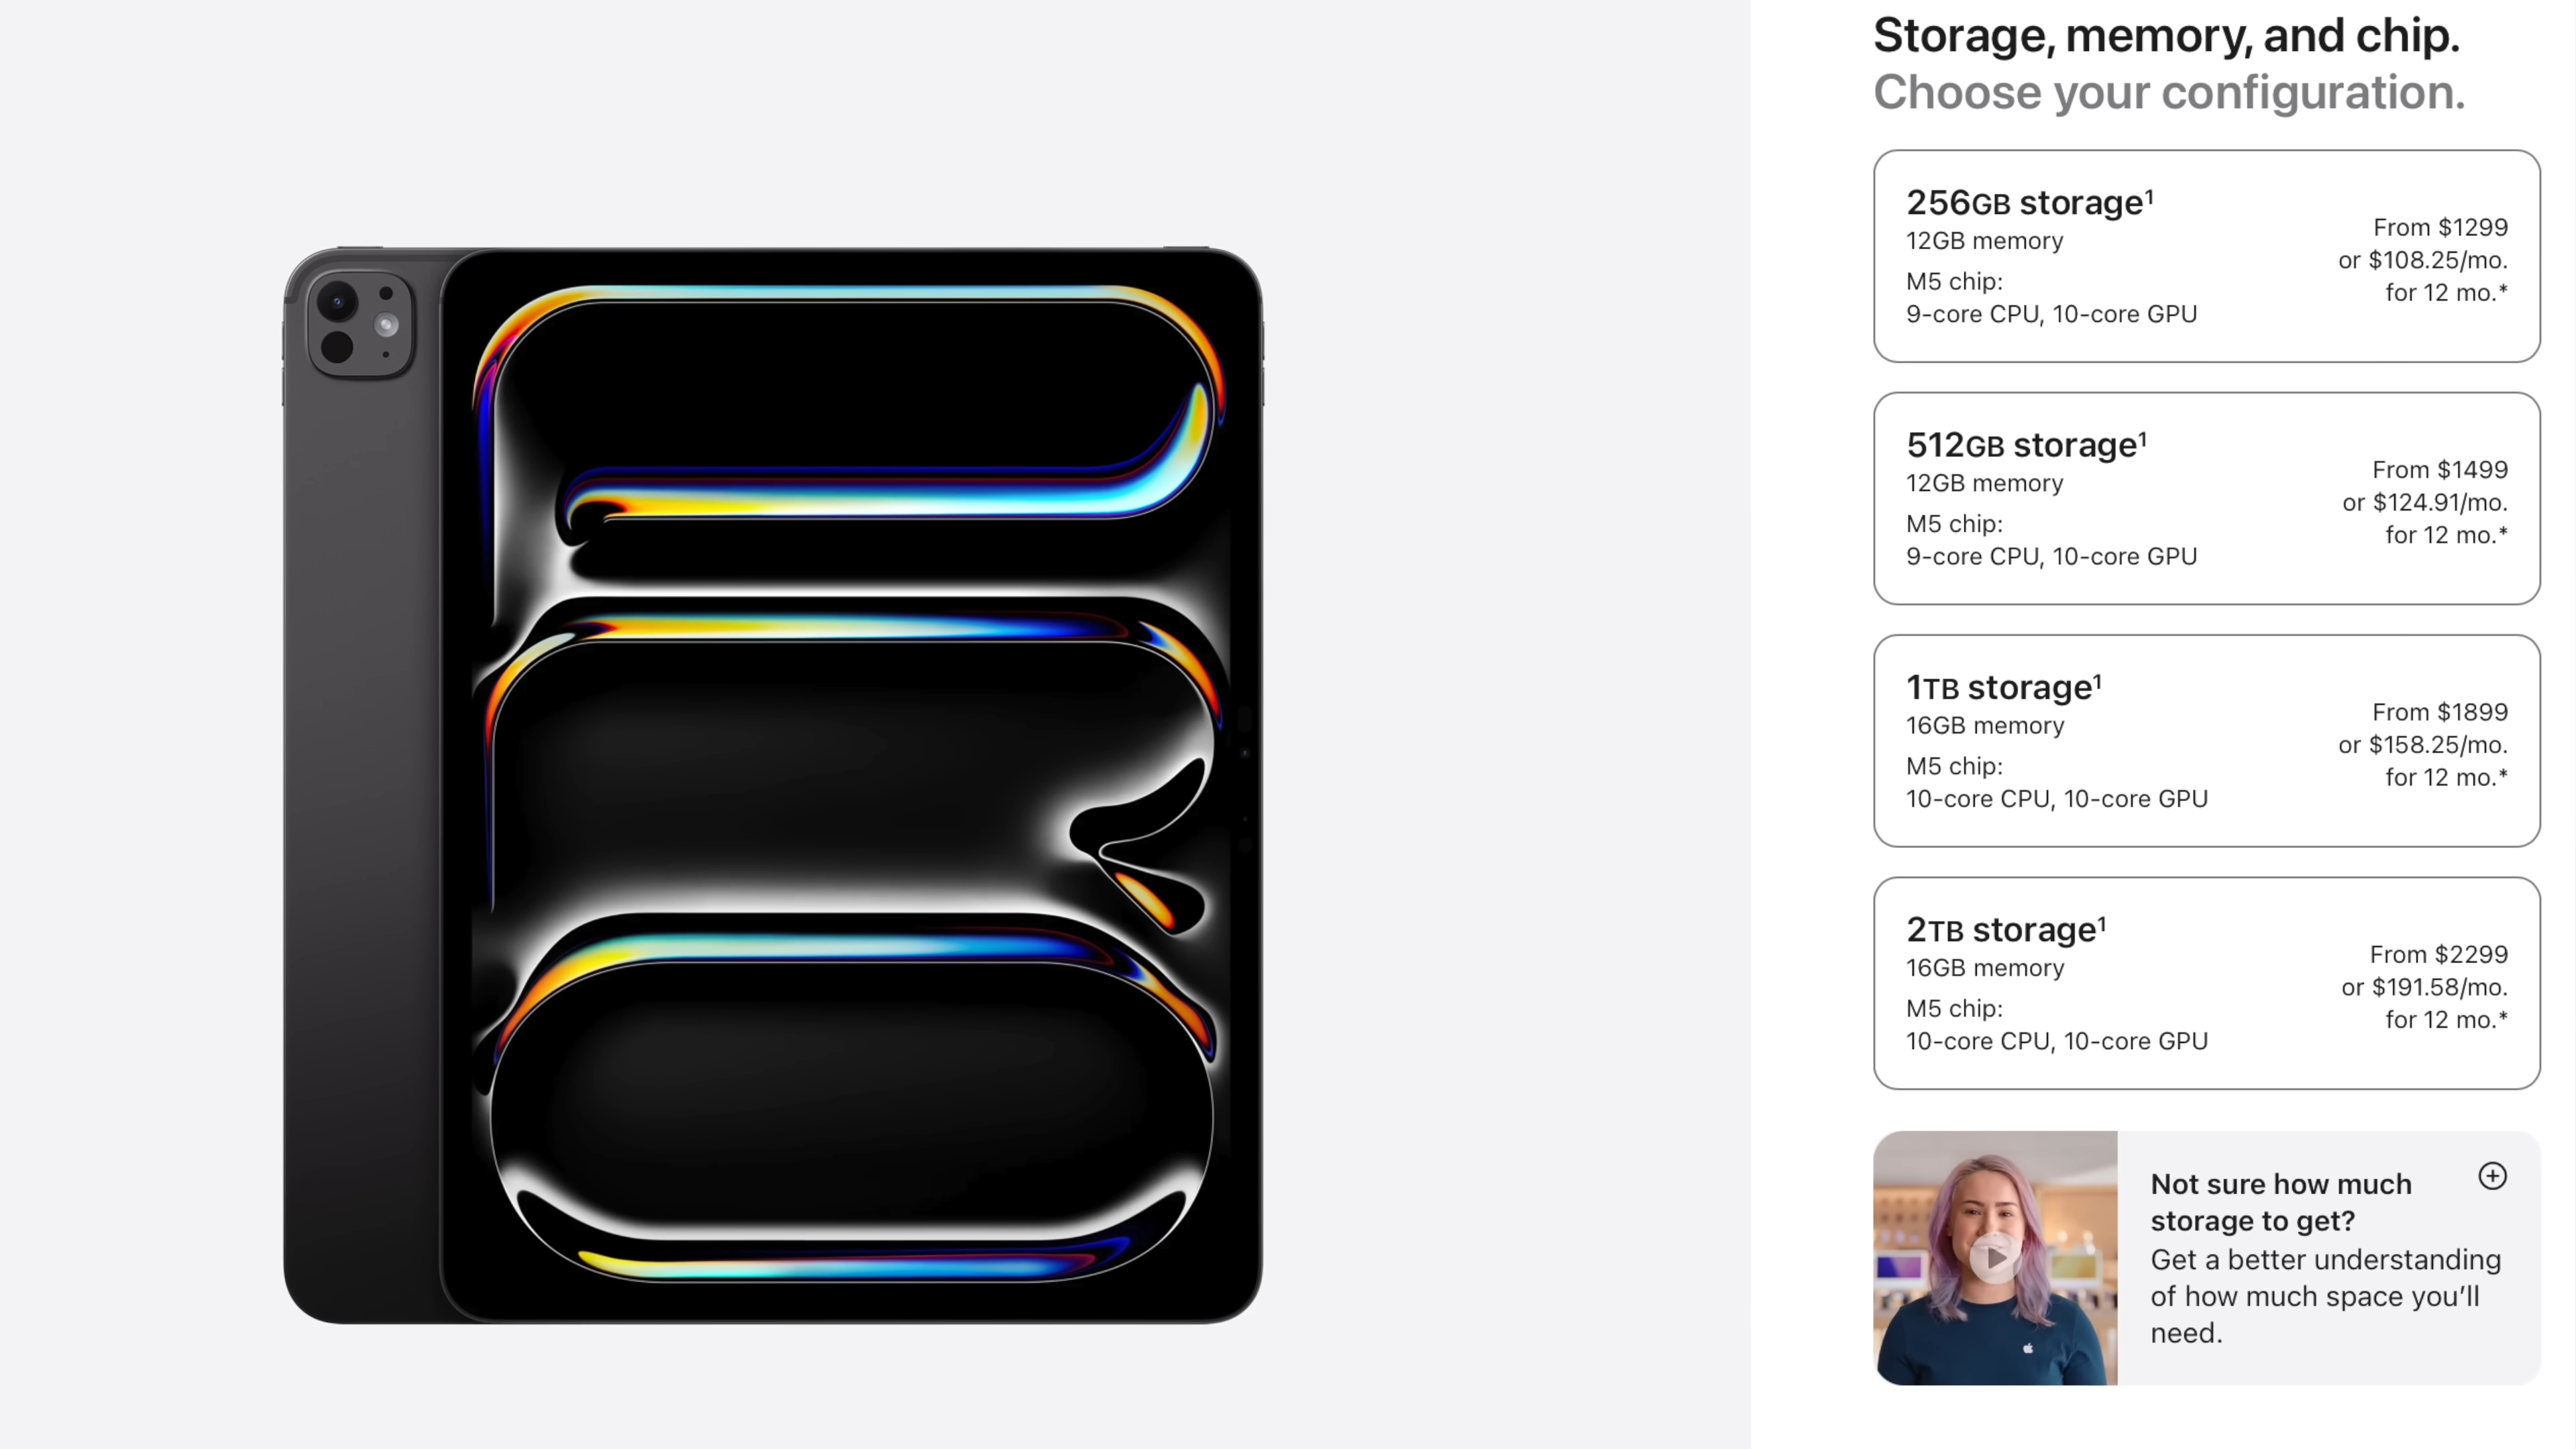 Storage, memory, and chip.
Choose your configuration.
256GB storage¹
12GB memory
M5 chip:
9-core CPU, 10-core GPU
From $1299
or $108.25/mo.
for 12 mo.*
512GB storage¹
12GB memory
M5 chip:
9-core CPU, 10-core GPU
From $1499
or $124.91/mo.
for 12 mo.*
1TB storage¹
16GB memory
M5 chip:
10-core CPU, 10-core GPU
From $1899
or $158.25/mo.
for 12 mo.*
2TB storage¹
16GB memory
M5 chip:
10-core CPU, 10-core GPU
From $2299
or $191.58/mo.
for 12 mo.*
Not sure how much
storage to get?
Get a better understanding
of how much space you’ll
need.